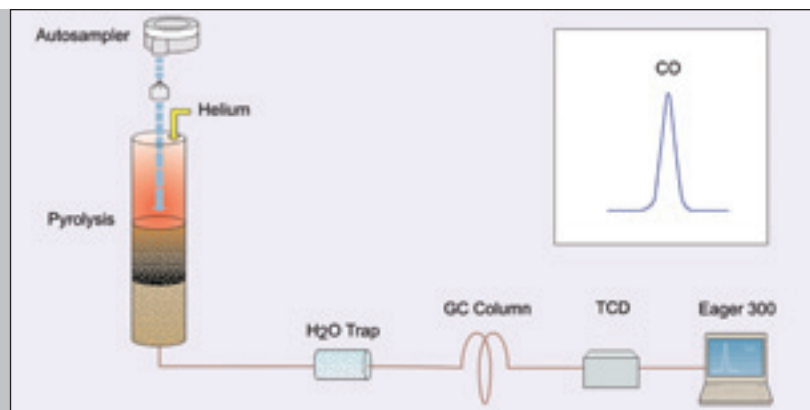 Autosampler
CO
Helium
Pyrolysis
H2O Trap
GC Column
TCD
Eager 300